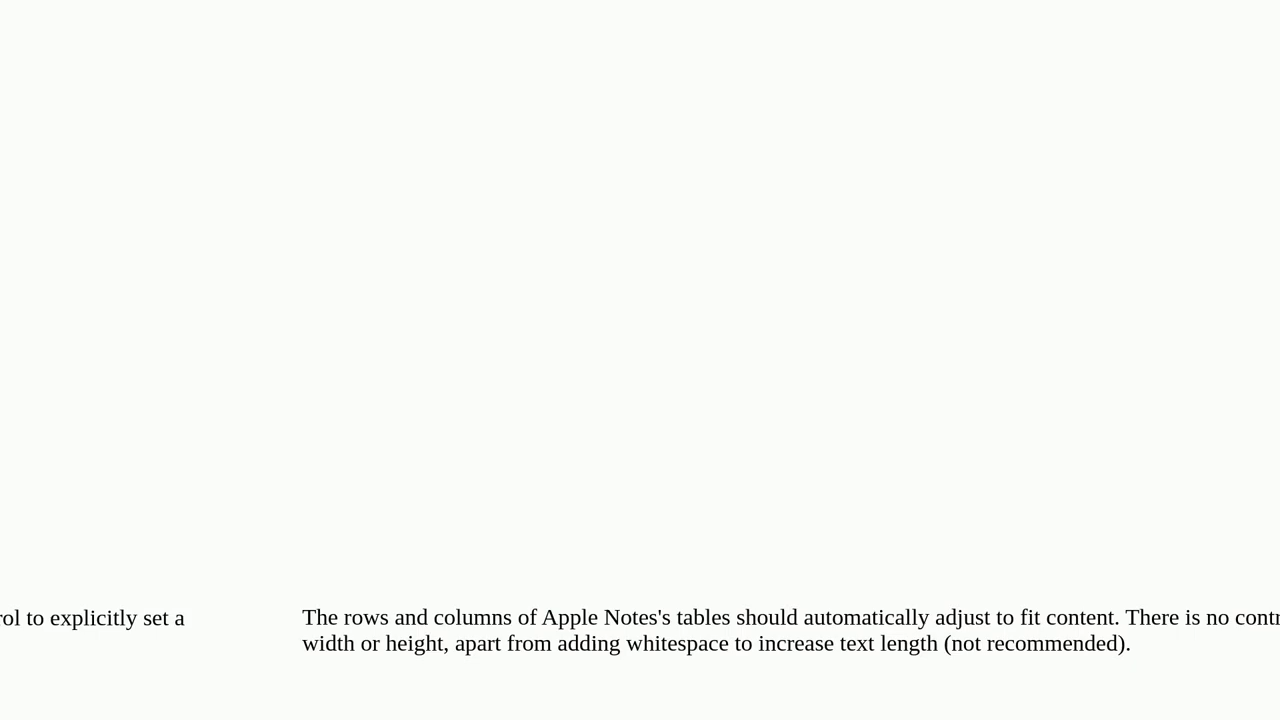 rol to explicitly set a
The rows and columns of Apple Notes's tables should automatically adjust to fit content. There is no contr
width or height, apart from adding whitespace to increase text length (not recommended).